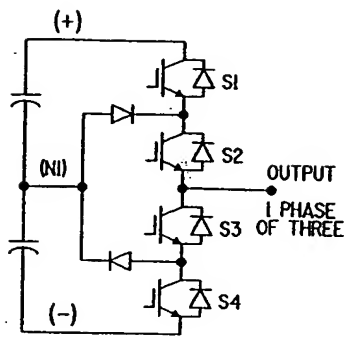 (+)
S1
S2
(N1)
OUTPUT
1 PHASE
OF THREE
S3
S4
(-)